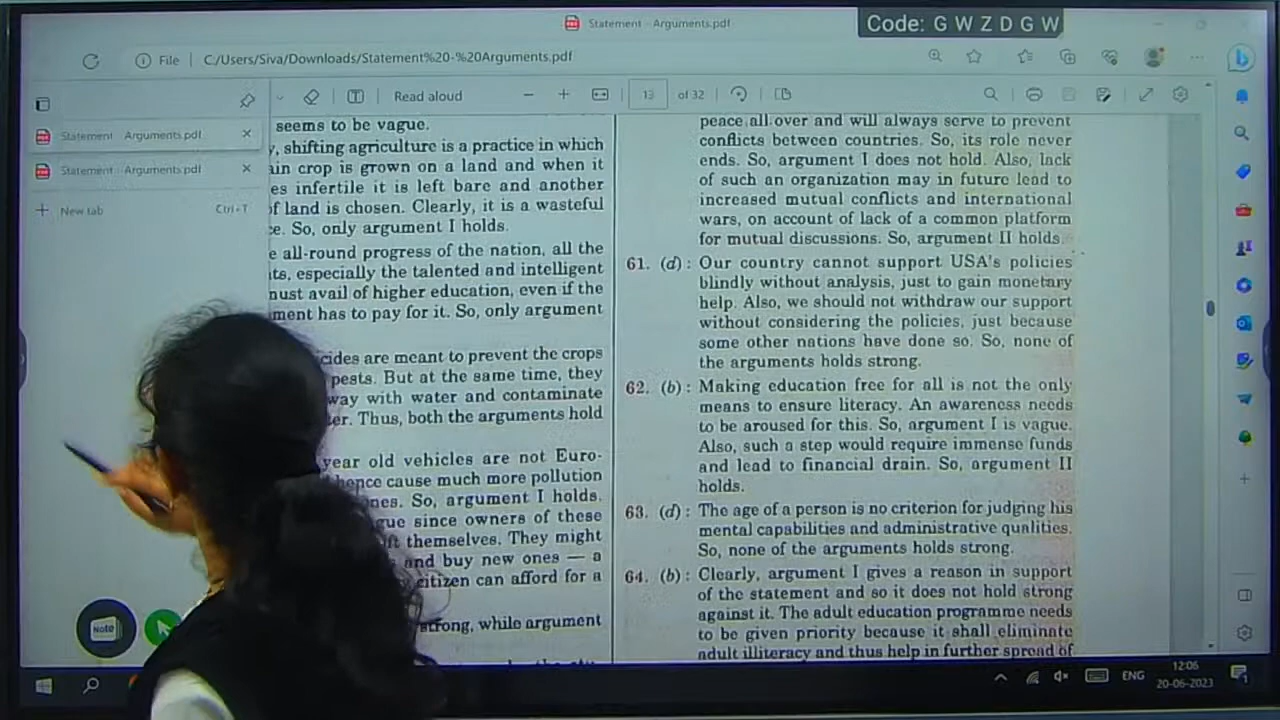 Statement - Arguments.pdf
Code: G W Z D G W
File
C:/Users/Siva/Downloads/Statement%20-%20Arguments.pdf
Read aloud
13 of 32
Statement - Arguments.pdf
Statement - Arguments.pdf
New tab
Ctrl+T
seems to be vague.
y, shifting agriculture is a practice in which
ain crop is grown on a land and when it
es infertile it is left bare and another
of land is chosen. Clearly, it is a wasteful
ce. So, only argument I holds.
e all-round progress of the nation, all the
ts, especially the talented and intelligent
must avail of higher education, even if the
ment has to pay for it. So, only argument
cides are meant to prevent the crops
pests. But at the same time, they
way with water and contaminate
ter. Thus, both the arguments hold
year old vehicles are not Euro-
hence cause much more pollution
ones. So, argument I holds.
gue since owners of these
ft themselves. They might
and buy new ones — a
citizen can afford for a
strong, while argument
peace all over and will always serve to prevent
conflicts between countries. So, its role never
ends. So, argument I does not hold. Also, lack
of such an organization may in future lead to
increased mutual conflicts and international
wars, on account of lack of a common platform
for mutual discussions. So, argument II holds.
61. (d) : Our country cannot support USA's policies
blindly without analysis, just to gain monetary
help. Also, we should not withdraw our support
without considering the policies, just because
some other nations have done so. So, none of
the arguments holds strong.
62. (b) : Making education free for all is not the only
means to ensure literacy. An awareness needs
to be aroused for this. So, argument I is vague.
Also, such a step would require immense funds
and lead to financial drain. So, argument II
holds.
63. (d) : The age of a person is no criterion for judging his
mental capabilities and administrative qualities.
So, none of the arguments holds strong.
64. (b) : Clearly, argument I gives a reason in support
of the statement and so it does not hold strong
against it. The adult education programme needs
to be given priority because it shall eliminate
adult illiteracy and thus help in further spread of
Note
ENG
12:06
20-06-2023